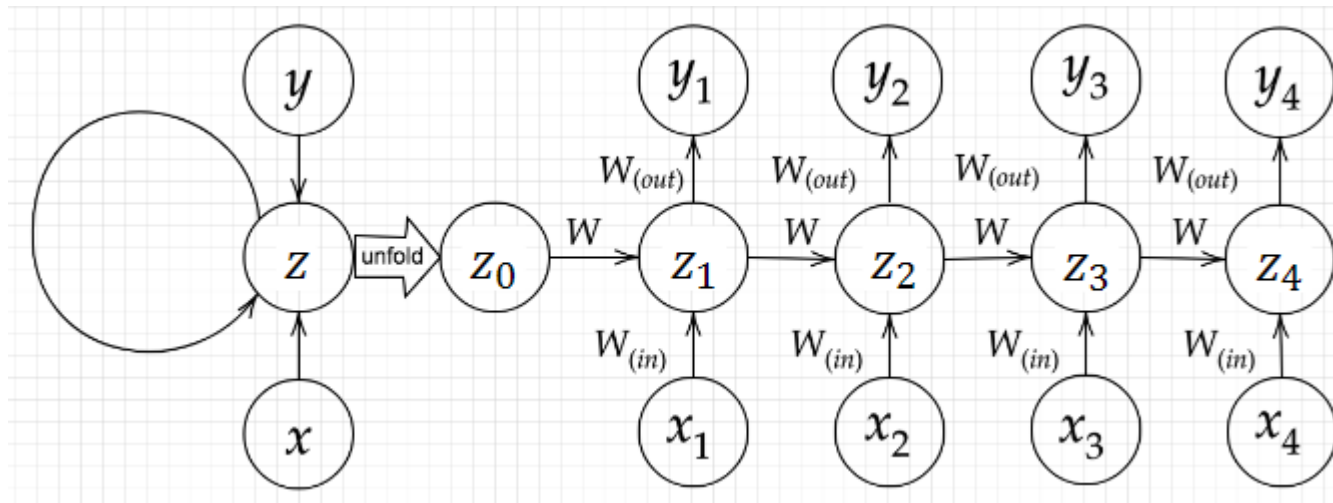 y y₁ y₂ y₃ y₄
W₍out₎ W₍out₎ W₍out₎ W₍out₎
z unfold z₀ W z₁ W z₂ W z₃ W z₄
W₍in₎ W₍in₎ W₍in₎ W₍in₎
x x₁ x₂ x₃ x₄